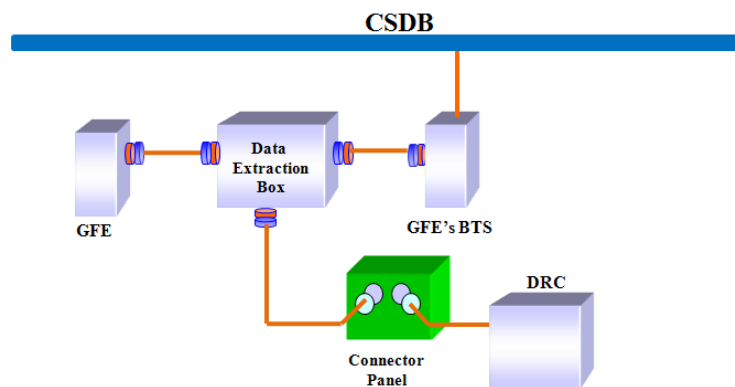 CSDB
Data
Extraction
Box
GFE
GFE's BTS
DRC
Connector
Panel